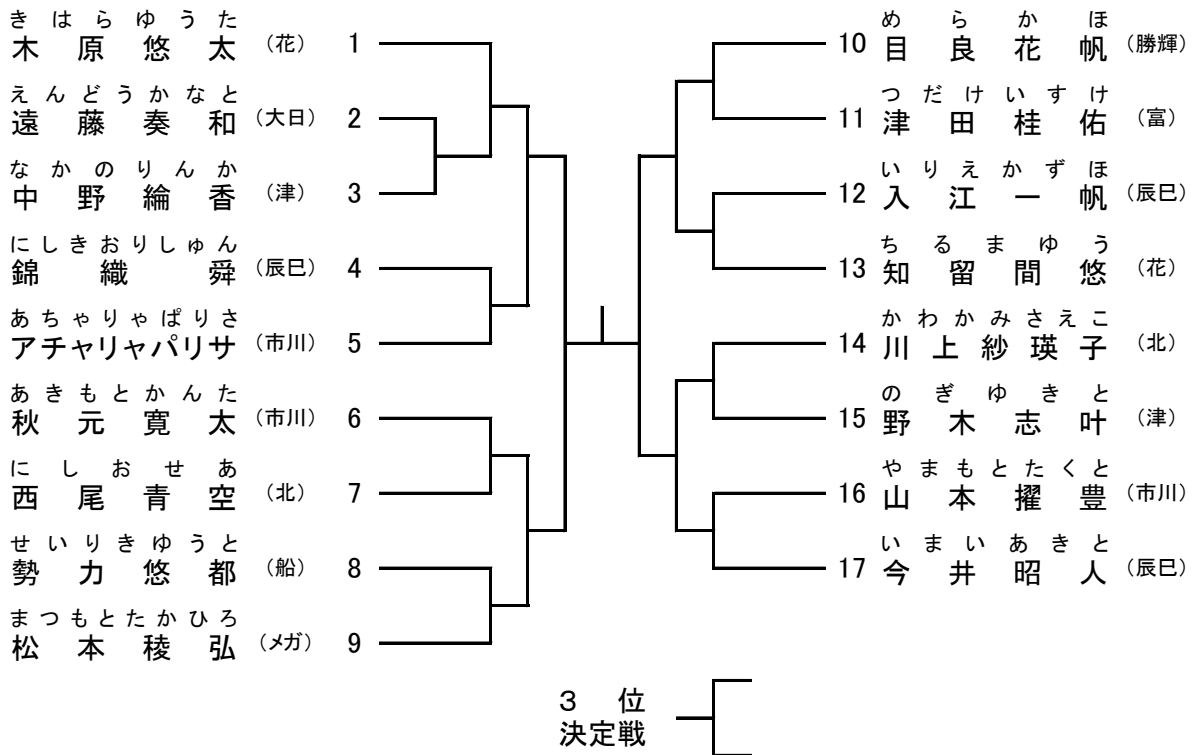 きはらゆうた
木原悠太 （花） 1
えんどうかなと
遠藤奏和 （大日） 2
なかのりんか
中野綸香 （津） 3
にしきおりしゅん
錦織舜 （辰巳） 4
あちゃりゃぱりさ
アチャリャパリサ （市川） 5
あきもとかんた
秋元寛太 （市川） 6
にしおせあ
西尾青空 （北） 7
せいりきゆうと
勢力悠都 （船） 8
まつもとたかひろ
松本稜弘 （メガ） 9
めらかほ
10 目良花帆 （勝輝）
つだけいすけ
11 津田桂佑 （富）
いりえかずほ
12 入江一帆 （辰巳）
ちるまゆう
13 知留間悠 （花）
かわかみさえこ
14 川上紗瑛子 （北）
のぎゆきと
15 野木志叶 （津）
やまもとたくと
16 山本擢豊 （市川）
いまいあきと
17 今井昭人 （辰巳）
3位
決定戦